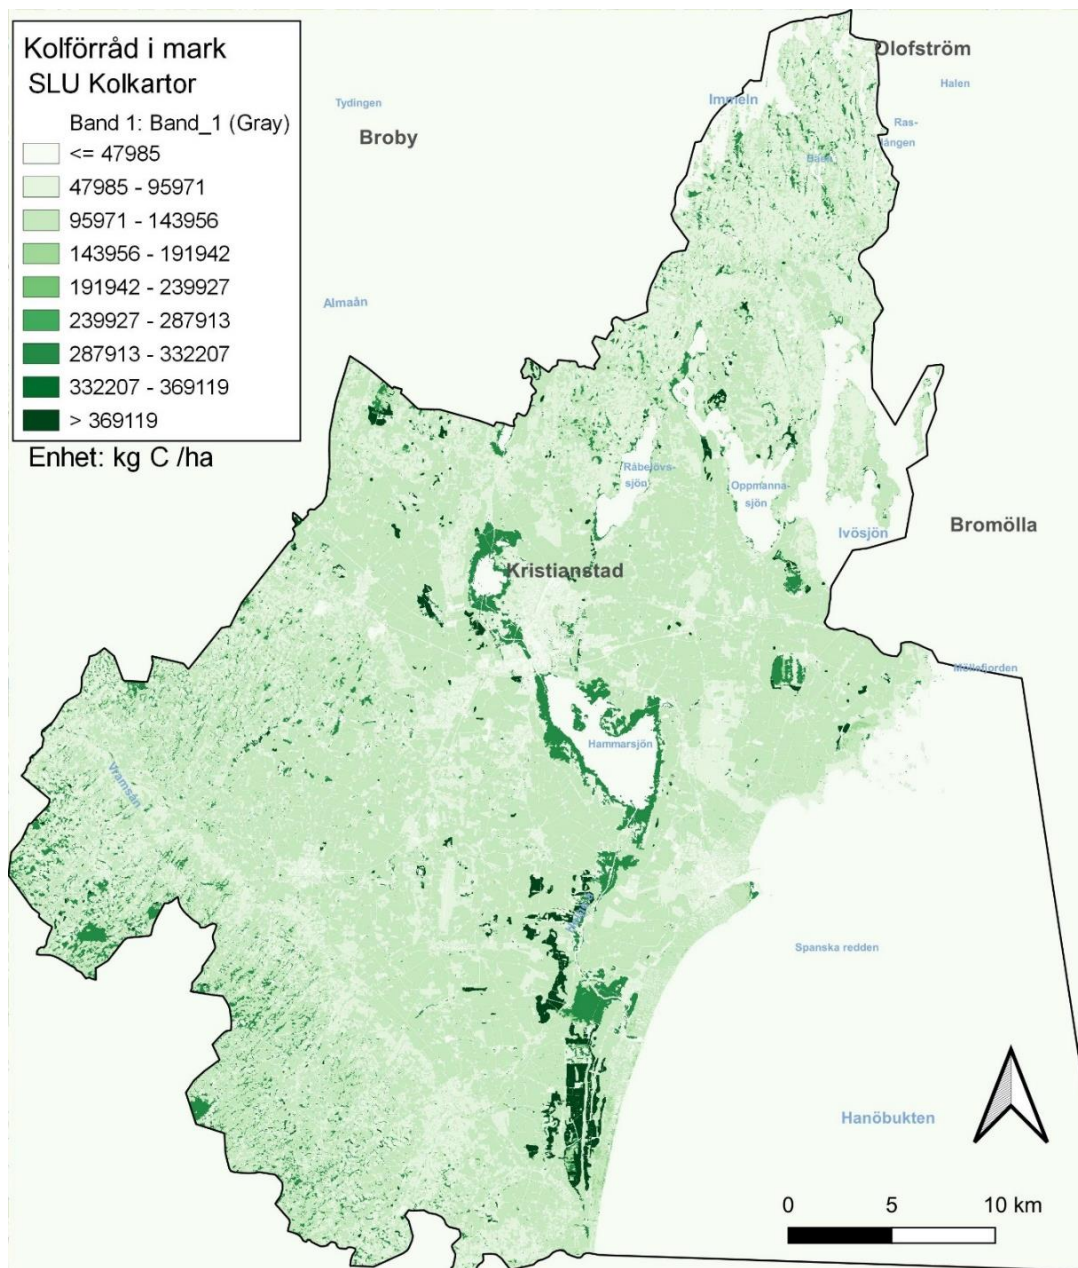 Kolförråd i mark
SLU Kolkartor
Band 1: Band_1 (Gray)
<= 47985
47985 - 95971
95971 - 143956
143956 - 191942
191942 - 239927
239927 - 287913
287913 - 332207
332207 - 369119
> 369119
Enhet: kg C /ha
Olofström
Tydingen
Immeln
Halen
Broby
Ras-
längen
Almaån
Råbelövs-
sjön
Oppmanna-
sjön
Ivösjön
Bromölla
Kristianstad
Hammarsjön
Vramsån
Spanska redden
Hanöbukten
0 5 10 km